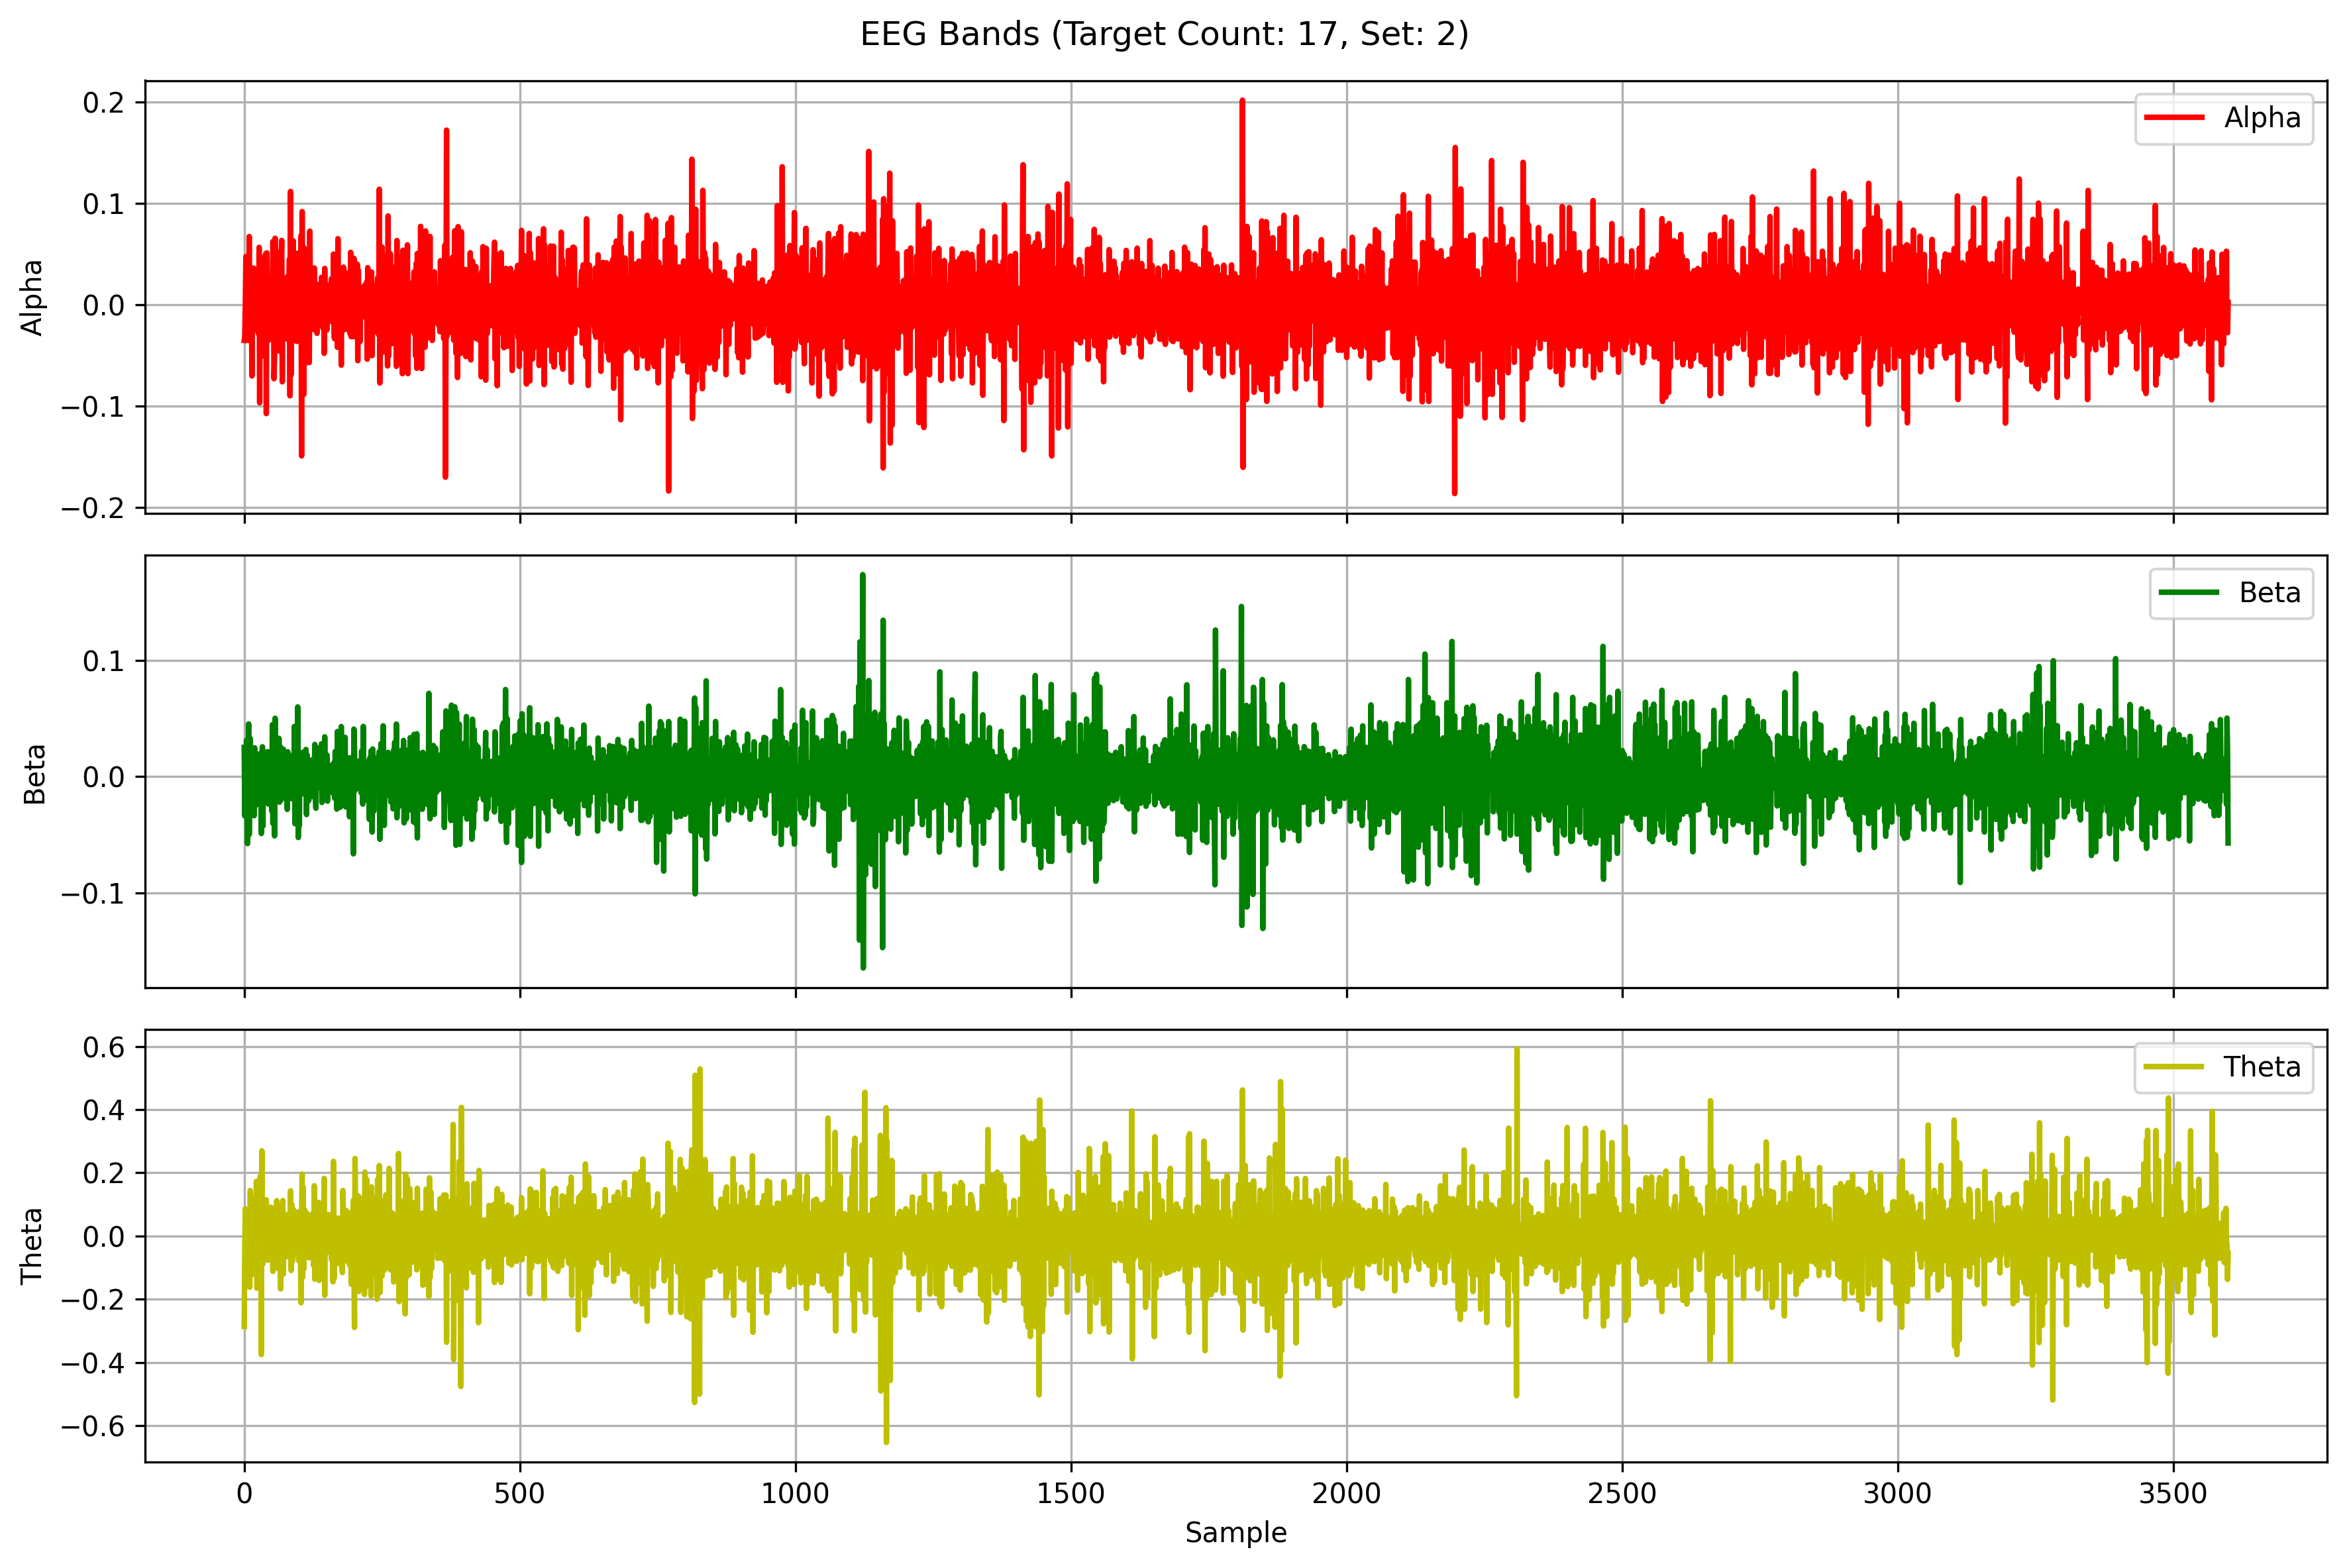 EEG Bands (Target Count: 17, Set: 2)
0.2
0.1
0.0
−0.1
−0.2
Alpha
Alpha
0.1
0.0
−0.1
Beta
Beta
0.6
0.4
0.2
0.0
−0.2
−0.4
−0.6
Theta
Theta
0 500 1000 1500 2000 2500 3000 3500
Sample